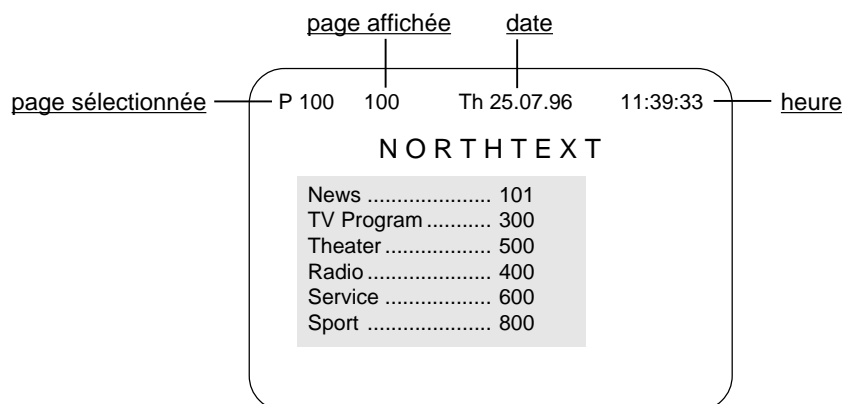 page affichée date
page sélectionnée P 100 100 Th 25.07.96 11:39:33 heure
NORTHTEXT
News ..................... 101
TV Program ........... 300
Theater .................. 500
Radio ..................... 400
Service .................. 600
Sport ..................... 800